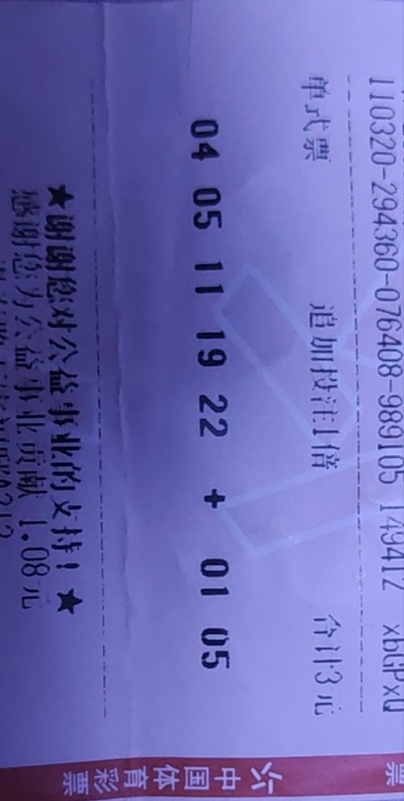 110320-294360-076408-989105 149417 xbGPxQ
单式票 追加投注1倍 合计3元
04 05 11 19 22 + 01 05
★谢谢您对公益事业的支持！★
感谢您为公益事业贡献 1.08元
中国体育彩票
票